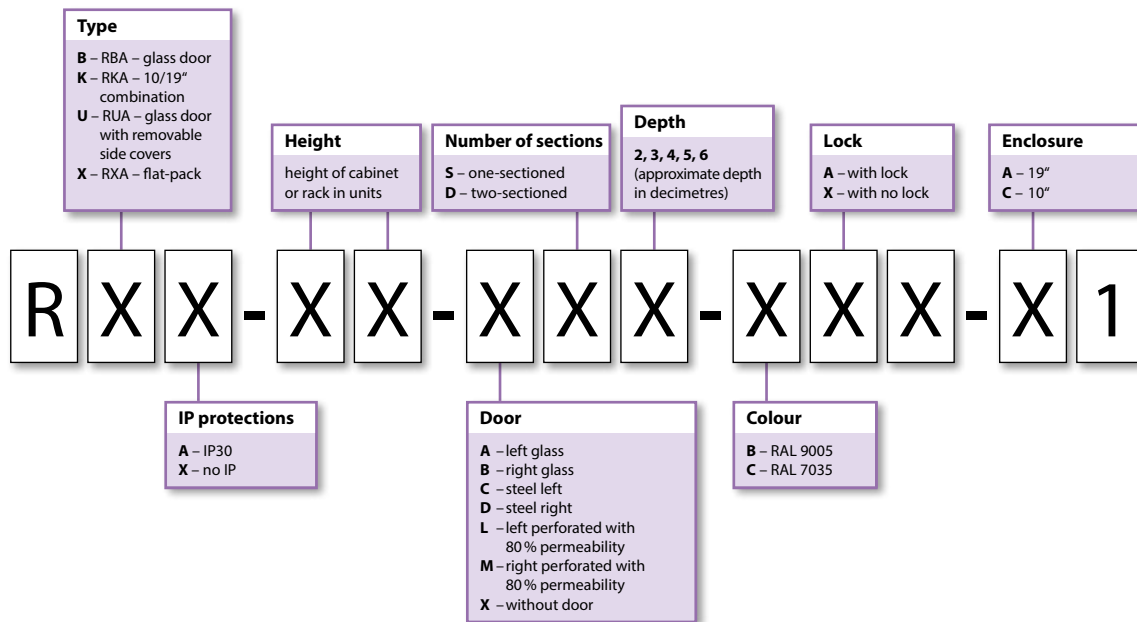 Type
B – RBA – glass door
K – RKA – 10/19“
combination
U – RUA – glass door
with removable
side covers
X – RXA – flat-pack
Height
height of cabinet
or rack in units
Number of sections
S – one-sectioned
D – two-sectioned
Depth
2, 3, 4, 5, 6
(approximate depth
in decimetres)
Lock
A – with lock
X – with no lock
Enclosure
A – 19“
C – 10“
R X X - X X - X X X - X X X - X 1
IP protections
A – IP30
X – no IP
Door
A – left glass
B – right glass
C – steel left
D – steel right
L – left perforated with
80 % permeability
M – right perforated with
80 % permeability
X – without door
Colour
B – RAL 9005
C – RAL 7035